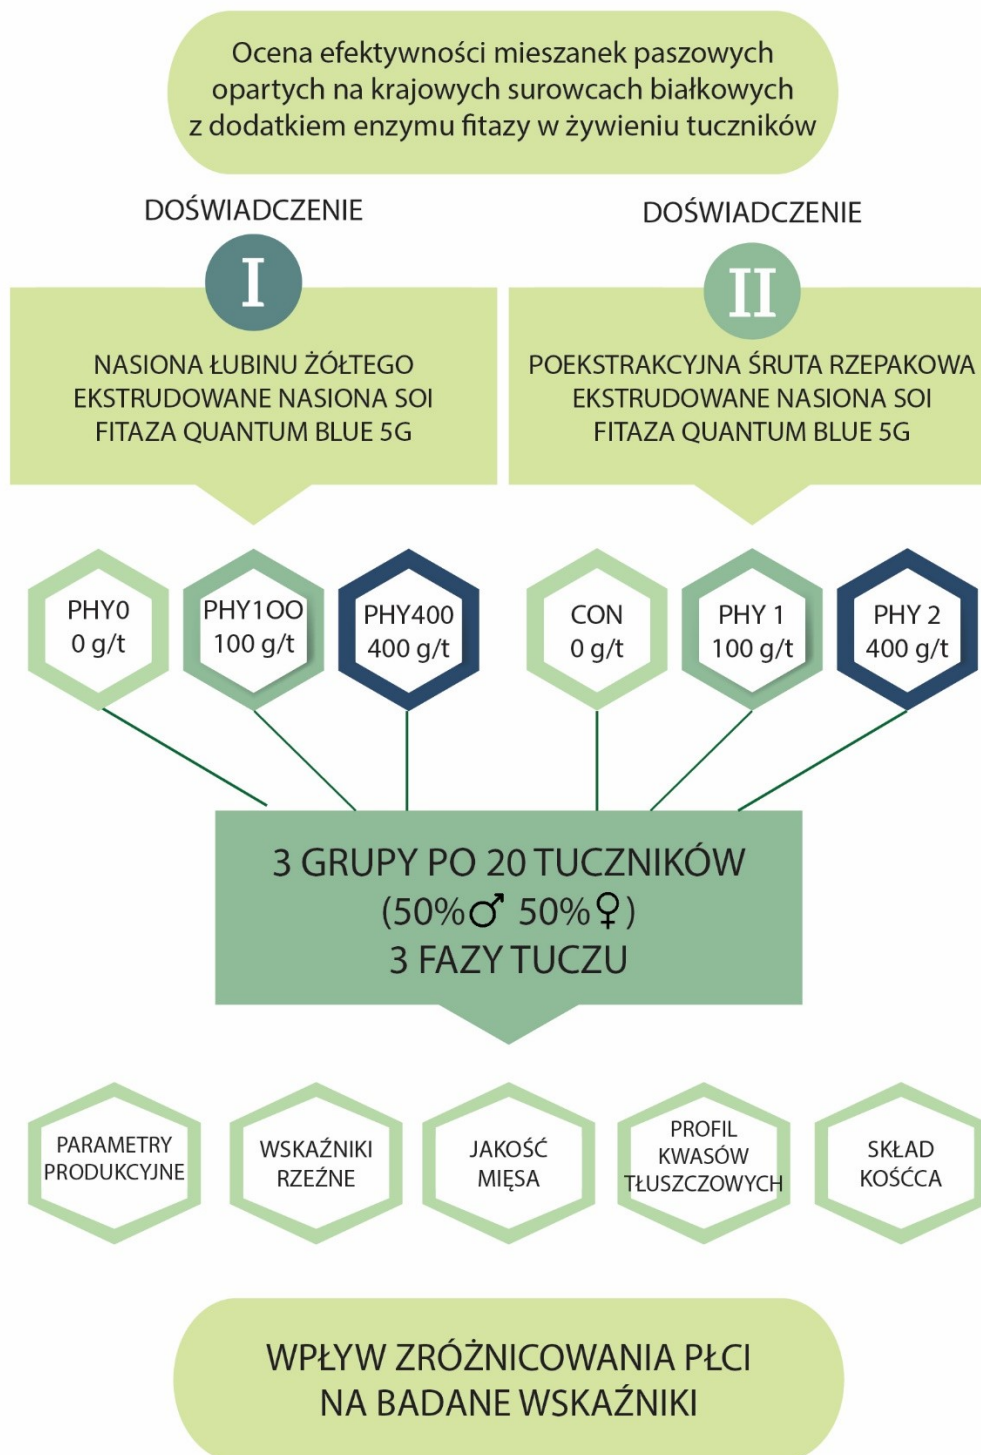 Ocena efektywności mieszanek paszowych
opartych na krajowych surowcach białkowych
z dodatkiem enzymu fitazy w żywieniu tuczników
DOŚWIADCZENIE
I
NASIONA ŁUBINU ŻÓŁTEGO
EKSTRUDOWANE NASIONA SOI
FITAZA QUANTUM BLUE 5G
DOŚWIADCZENIE
II
POEKSTRAKCYJNA ŚRUTA RZEPAKOWA
EKSTRUDOWANE NASIONA SOI
FITAZA QUANTUM BLUE 5G
PHY0
0 g/t
PHY1OO
100 g/t
PHY400
400 g/t
CON
0 g/t
PHY 1
100 g/t
PHY 2
400 g/t
3 GRUPY PO 20 TUCZNIKÓW
(50%♂ 50%♀)
3 FAZY TUCZU
PARAMETRY
PRODUKCYJNE
WSKAŹNIKI
RZEŹNE
JAKOŚĆ
MIĘSA
PROFIL
KWASÓW
TŁUSZCZOWYCH
SKŁAD
KOŚĆCA
WPŁYW ZRÓŻNICOWANIA PŁCI
NA BADANE WSKAŹNIKI